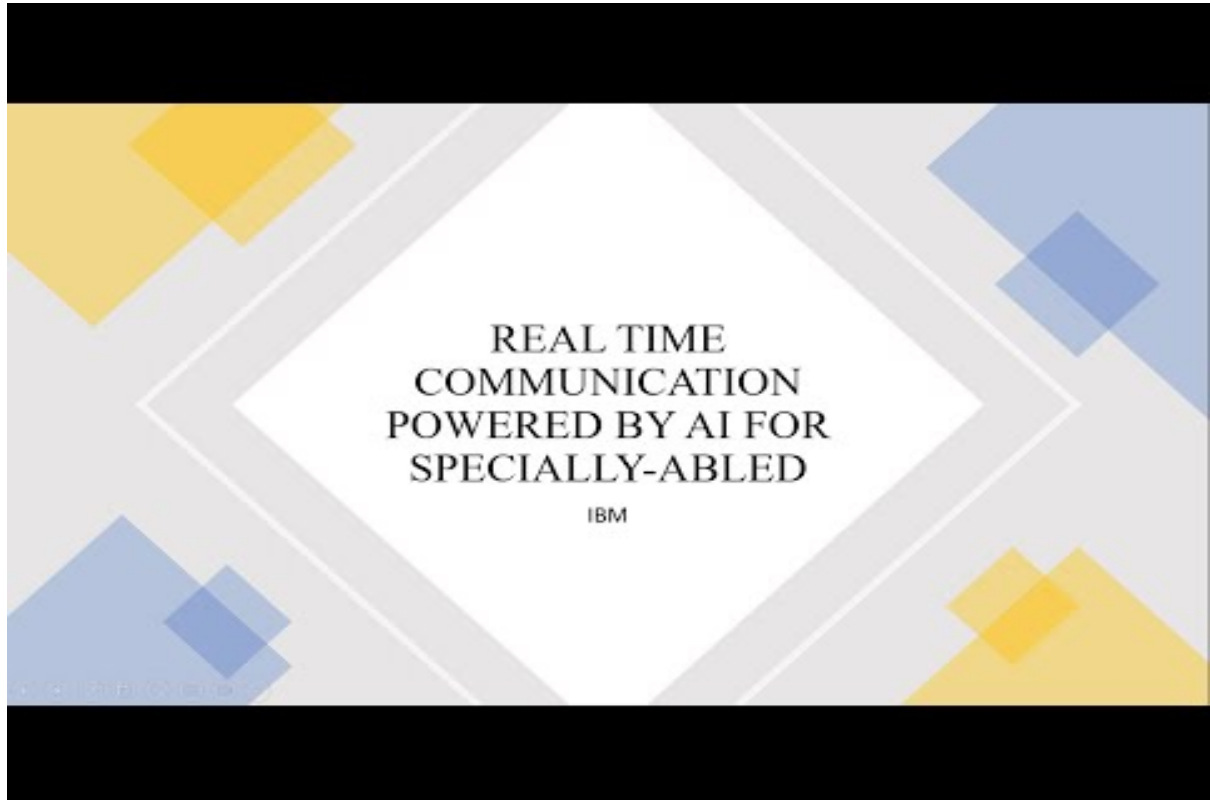 REAL TIME
COMMUNICATION
POWERED BY AI FOR
SPECIALLY-ABLED
IBM